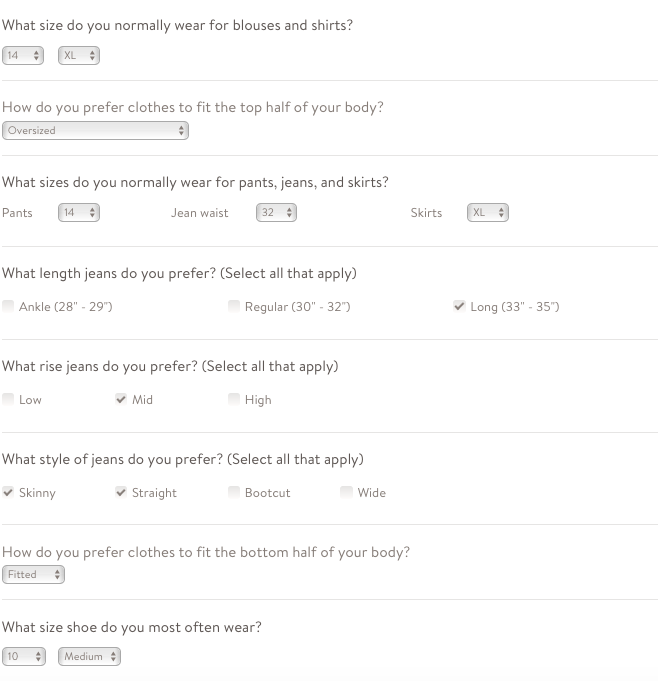 What size do you normally wear for blouses and shirts?
14 XL
How do you prefer clothes to fit the top half of your body?
Oversized
What sizes do you normally wear for pants, jeans, and skirts?
Pants 14 Jean waist 32 Skirts XL
What length jeans do you prefer? (Select all that apply)
Ankle (28" - 29") Regular (30" - 32") Long (33" - 35")
What rise jeans do you prefer? (Select all that apply)
Low Mid High
What style of jeans do you prefer? (Select all that apply)
Skinny Straight Bootcut Wide
How do you prefer clothes to fit the bottom half of your body?
Fitted
What size shoe do you most often wear?
10 Medium